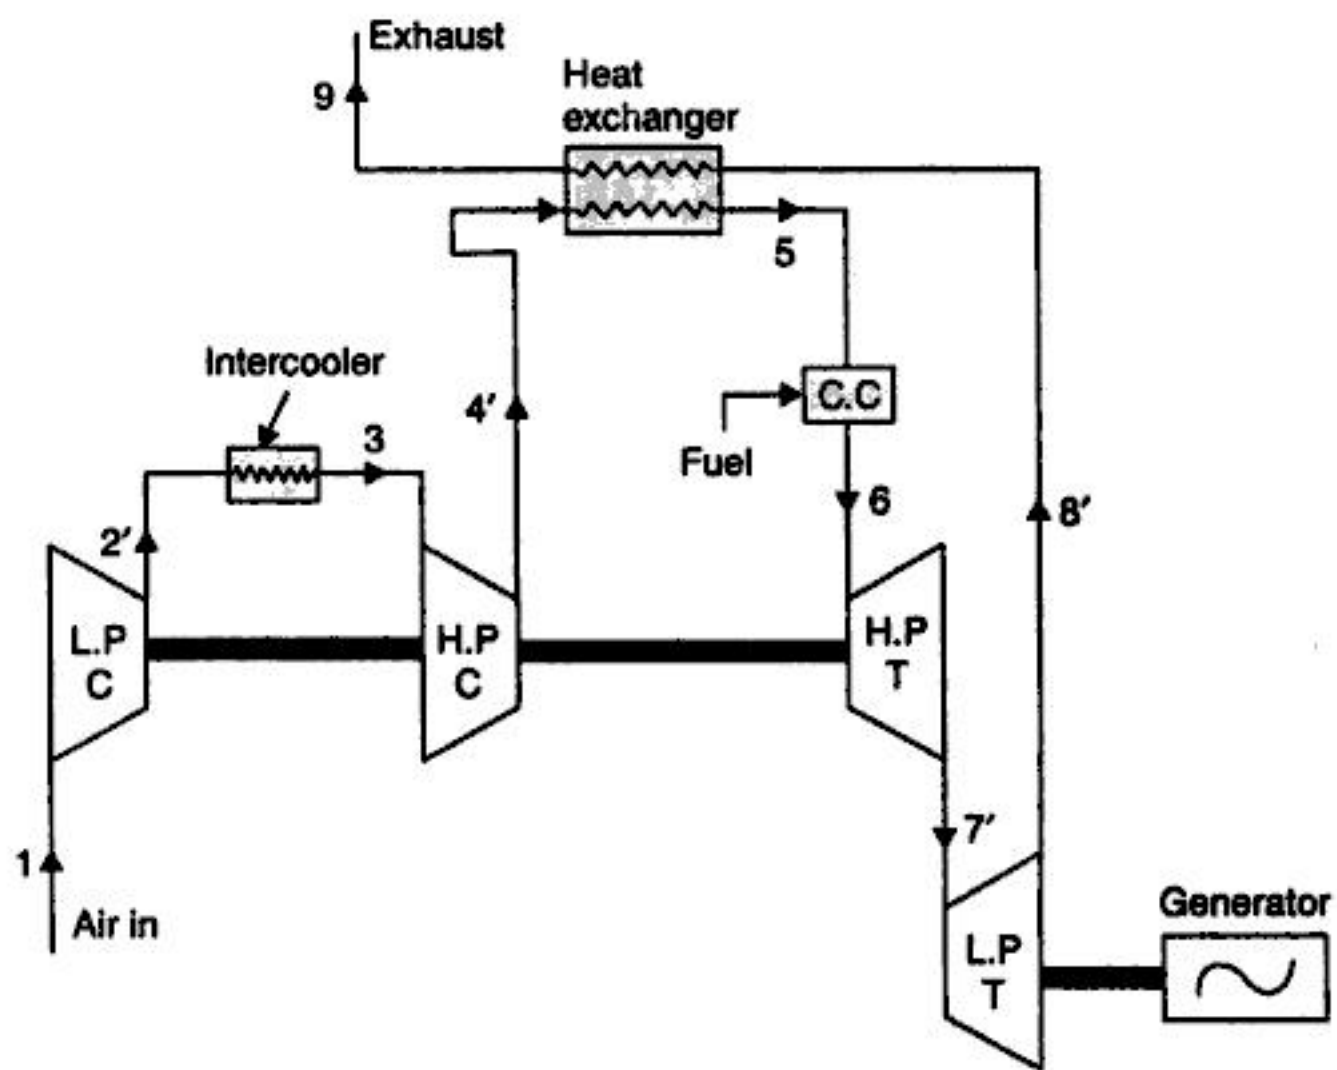 Exhaust
9
Heat
exchanger
5
Intercooler
3
4′
C.C
Fuel
6
8′
2′
L.P
C
H.P
C
H.P
T
7′
1
Air in
L.P
T
Generator